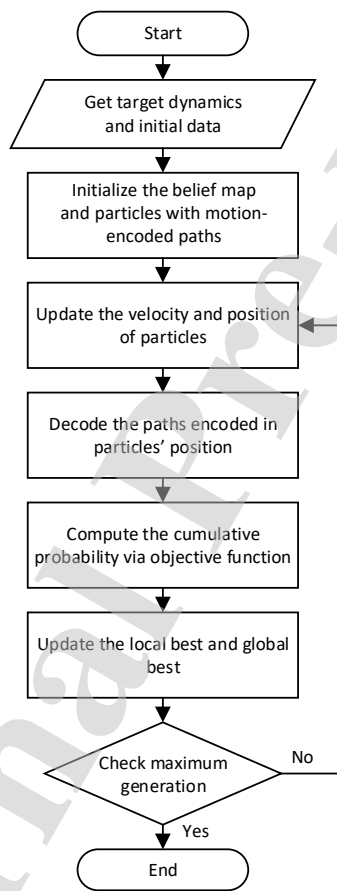 Start
Get target dynamics
and initial data
Initialize the belief map
and particles with motion-
encoded paths
Update the velocity and position
of particles
Decode the paths encoded in
particles’ position
Compute the cumulative
probability via objective function
Update the local best and global
best
Check maximum
generation
No
Yes
End